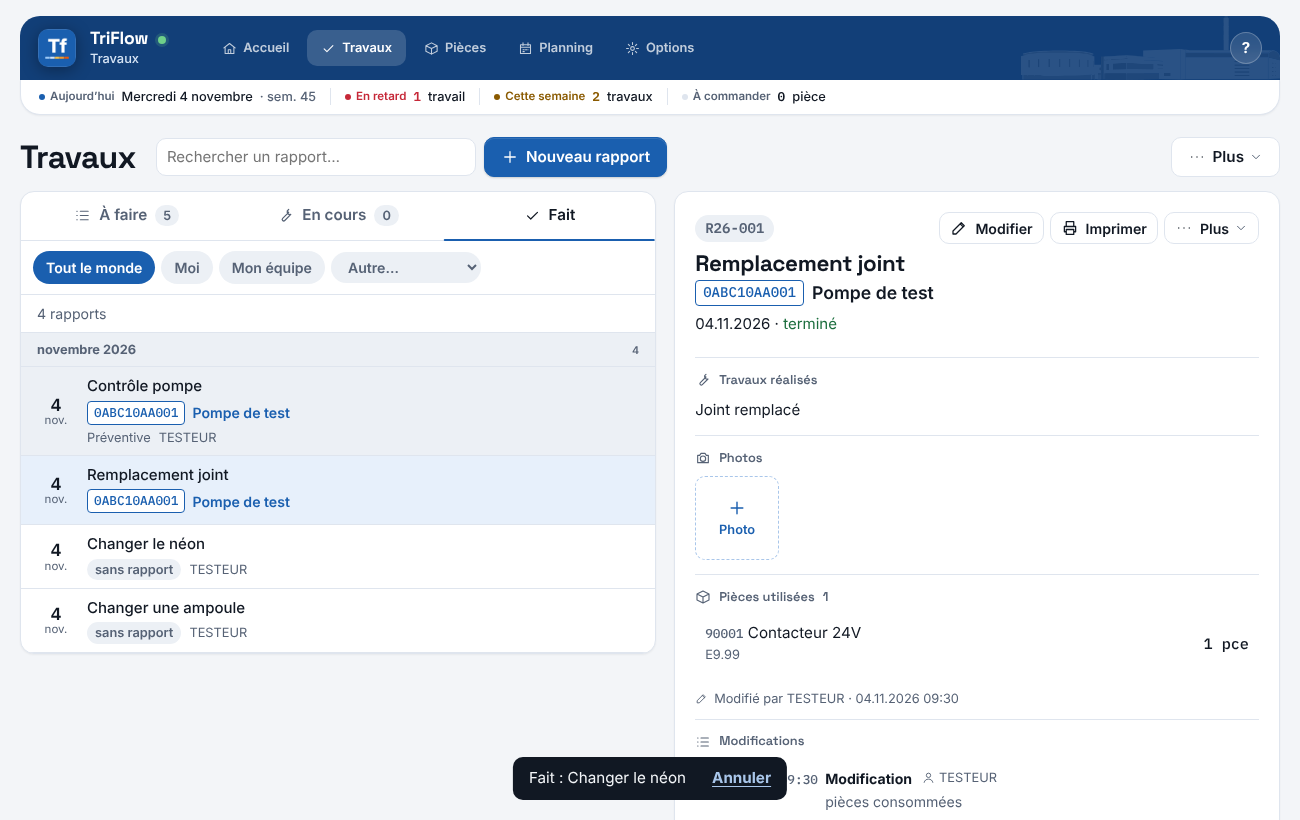 Tf
TriFlow
Travaux
Accueil
Travaux
Pièces
Planning
Options
?
Aujourd'hui Mercredi 4 novembre · sem. 45
En retard 1 travail
Cette semaine 2 travaux
À commander 0 pièce
Travaux
Rechercher un rapport...
+ Nouveau rapport
··· Plus
À faire 5
En cours 0
Fait
Tout le monde
Moi
Mon équipe
Autre...
4 rapports
novembre 2026 4
4 nov.
Contrôle pompe
0ABC10AA001 Pompe de test
Préventive TESTEUR
4 nov.
Remplacement joint
0ABC10AA001 Pompe de test
4 nov.
Changer le néon
sans rapport TESTEUR
4 nov.
Changer une ampoule
sans rapport TESTEUR
R26-001
Modifier
Imprimer
··· Plus
Remplacement joint
0ABC10AA001 Pompe de test
04.11.2026 · terminé
Travaux réalisés
Joint remplacé
Photos
+
Photo
Pièces utilisées 1
90001 Contacteur 24V
E9.99
1 pce
Modifié par TESTEUR · 04.11.2026 09:30
Modifications
9:30 Modification TESTEUR
pièces consommées
Fait : Changer le néon Annuler